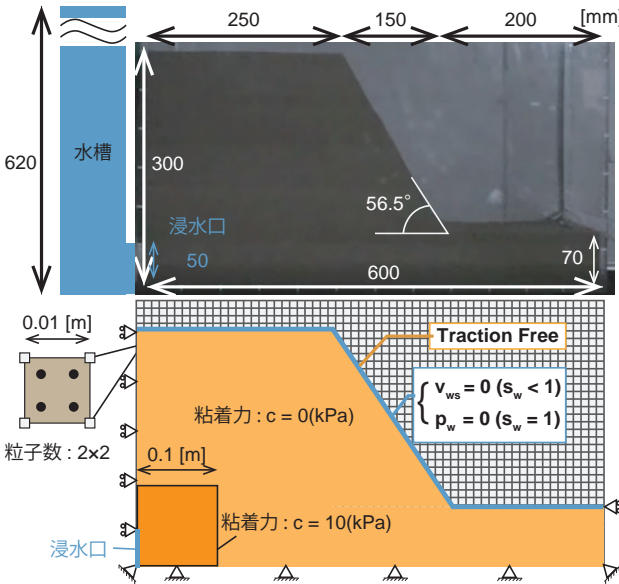 250
150
200
[mm]
620
水槽
300
56.5°
浸水口
50
70
600
0.01 [m]
Traction Free
v_ws = 0 (s_w < 1)
p_w = 0 (s_w = 1)
粘着力 : c = 0(kPa)
粒子数 : 2×2
0.1 [m]
粘着力 : c = 10(kPa)
浸水口